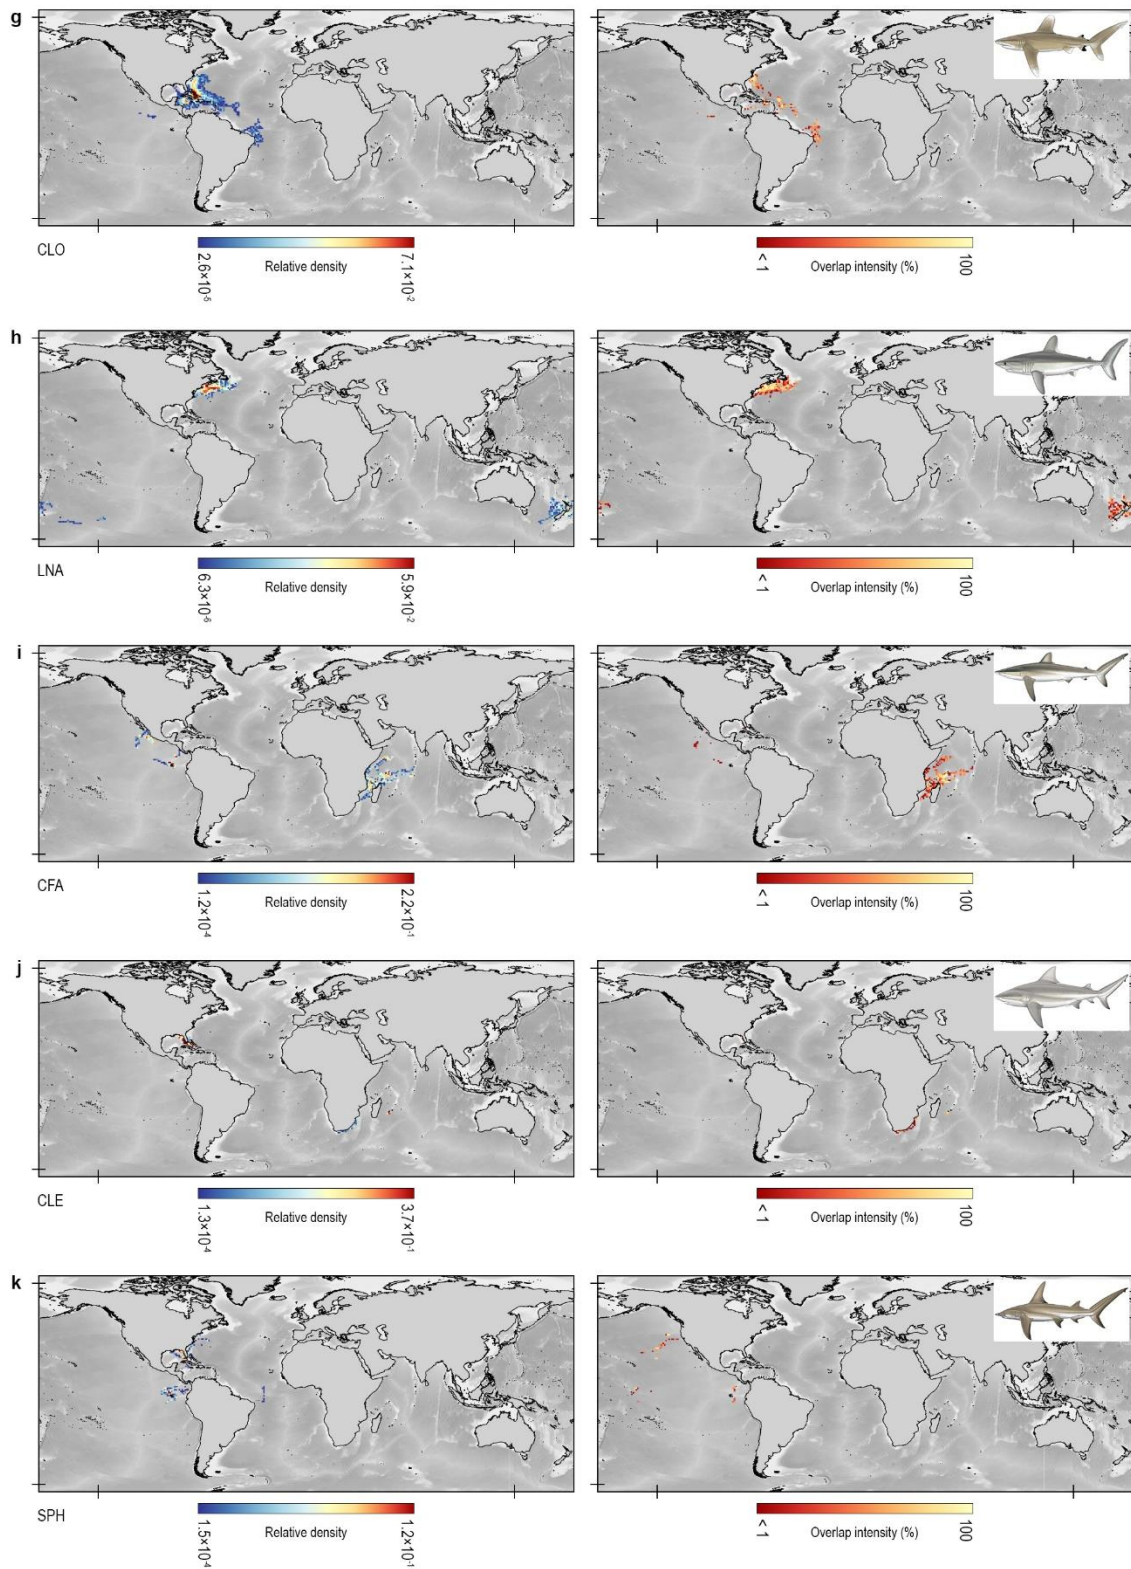 g
CLO
2.6×10⁻⁵
Relative density
7.1×10⁻²
< 1
Overlap intensity (%)
100
h
LNA
6.3×10⁻⁶
Relative density
5.9×10⁻²
< 1
Overlap intensity (%)
100
i
CFA
1.2×10⁻⁴
Relative density
2.2×10⁻¹
< 1
Overlap intensity (%)
100
j
CLE
1.3×10⁻⁴
Relative density
3.7×10⁻¹
< 1
Overlap intensity (%)
100
k
SPH
1.5×10⁻⁴
Relative density
1.2×10⁻¹
< 1
Overlap intensity (%)
100